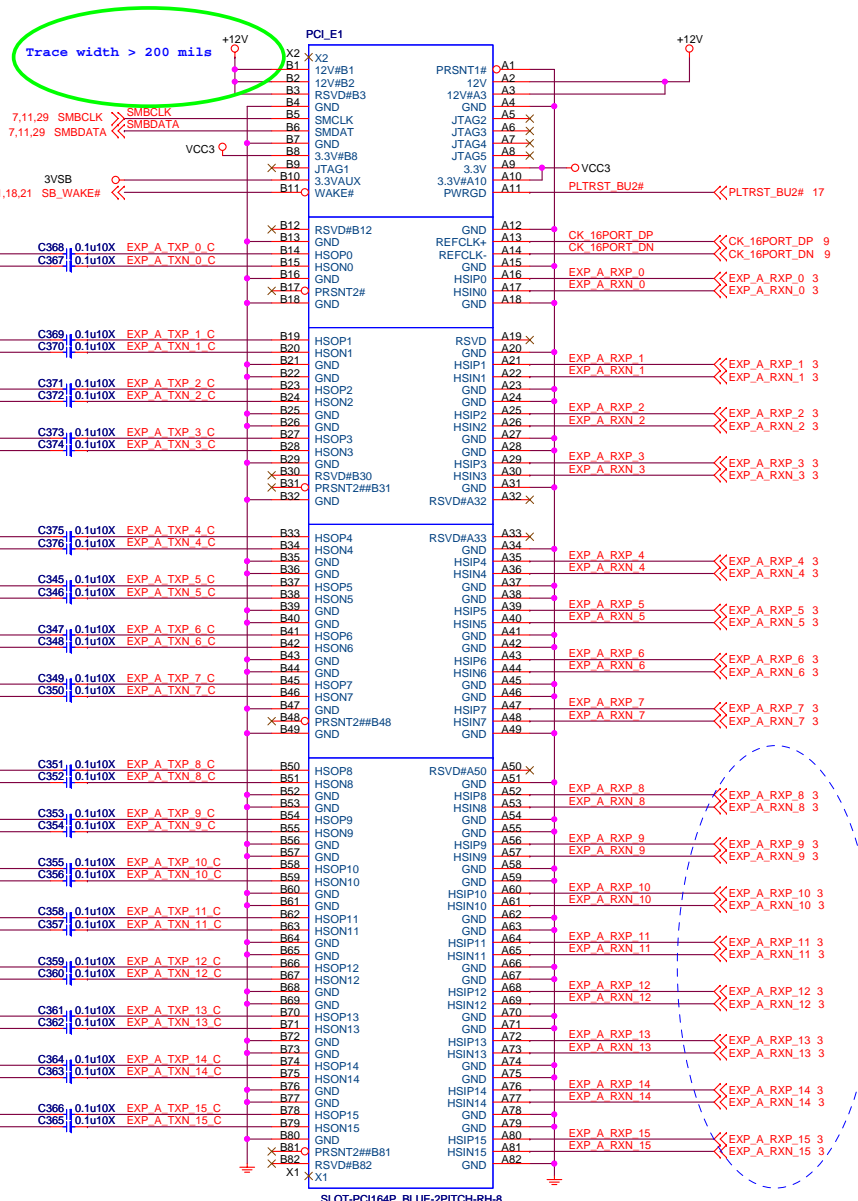 PCI_E1
+12V +12V
Trace width > 200 mils
X2 X2
B1 12V#B1 PRSNT1# A1
B2 12V#B2 12V A2
B3 RSVD#B3 12V#A3 A3
B4 GND GND A4
7,11,29 SMBCLK SMBCLK B5 SMCLK JTAG2 A5
7,11,29 SMBDATA SMBDATA B6 SMDAT JTAG3 A6
B7 GND JTAG4 A7
VCC3 B8 3.3V#B8 JTAG5 A8
B9 JTAG1 3.3V A9 VCC3
3VSB B10 3.3VAUX 3.3V#A10 A10
,18,21 SB_WAKE# B11 WAKE# PWRGD A11 PLTRST_BU2# PLTRST_BU2# 17
B12 RSVD#B12 GND A12
B13 GND REFCLK+ A13 CK_16PORT_DP CK_16PORT_DP 9
C368 0.1u10X EXP_A_TXP_0_C B14 HSOP0 REFCLK- A14 CK_16PORT_DN CK_16PORT_DN 9
C367 0.1u10X EXP_A_TXN_0_C B15 HSON0 GND A15
B16 GND HSIP0 A16 EXP_A_RXP_0 EXP_A_RXP_0 3
B17 PRSNT2# HSIN0 A17 EXP_A_RXN_0 EXP_A_RXN_0 3
B18 GND GND A18
C369 0.1u10X EXP_A_TXP_1_C B19 HSOP1 RSVD A19
C370 0.1u10X EXP_A_TXN_1_C B20 HSON1 GND A20
B21 GND HSIP1 A21 EXP_A_RXP_1 EXP_A_RXP_1 3
B22 GND HSIN1 A22 EXP_A_RXN_1 EXP_A_RXN_1 3
C371 0.1u10X EXP_A_TXP_2_C B23 HSOP2 GND A23
C372 0.1u10X EXP_A_TXN_2_C B24 HSON2 GND A24
B25 GND HSIP2 A25 EXP_A_RXP_2 EXP_A_RXP_2 3
B26 GND HSIN2 A26 EXP_A_RXN_2 EXP_A_RXN_2 3
C373 0.1u10X EXP_A_TXP_3_C B27 HSOP3 GND A27
C374 0.1u10X EXP_A_TXN_3_C B28 HSON3 GND A28
B29 GND HSIP3 A29 EXP_A_RXP_3 EXP_A_RXP_3 3
B30 RSVD#B30 HSIN3 A30 EXP_A_RXN_3 EXP_A_RXN_3 3
B31 PRSNT2##B31 GND A31
B32 GND RSVD#A32 A32
C375 0.1u10X EXP_A_TXP_4_C B33 HSOP4 RSVD#A33 A33
C376 0.1u10X EXP_A_TXN_4_C B34 HSON4 GND A34
B35 GND HSIP4 A35 EXP_A_RXP_4 EXP_A_RXP_4 3
B36 GND HSIN4 A36 EXP_A_RXN_4 EXP_A_RXN_4 3
C345 0.1u10X EXP_A_TXP_5_C B37 HSOP5 GND A37
C346 0.1u10X EXP_A_TXN_5_C B38 HSON5 GND A38
B39 GND HSIP5 A39 EXP_A_RXP_5 EXP_A_RXP_5 3
B40 GND HSIN5 A40 EXP_A_RXN_5 EXP_A_RXN_5 3
C347 0.1u10X EXP_A_TXP_6_C B41 HSOP6 GND A41
C348 0.1u10X EXP_A_TXN_6_C B42 HSON6 GND A42
B43 GND HSIP6 A43 EXP_A_RXP_6 EXP_A_RXP_6 3
B44 GND HSIN6 A44 EXP_A_RXN_6 EXP_A_RXN_6 3
C349 0.1u10X EXP_A_TXP_7_C B45 HSOP7 GND A45
C350 0.1u10X EXP_A_TXN_7_C B46 HSON7 GND A46
B47 GND HSIP7 A47 EXP_A_RXP_7 EXP_A_RXP_7 3
B48 PRSNT2##B48 HSIN7 A48 EXP_A_RXN_7 EXP_A_RXN_7 3
B49 GND GND A49
C351 0.1u10X EXP_A_TXP_8_C B50 HSOP8 RSVD#A50 A50
C352 0.1u10X EXP_A_TXN_8_C B51 HSON8 GND A51
B52 GND HSIP8 A52 EXP_A_RXP_8 EXP_A_RXP_8 3
B53 GND HSIN8 A53 EXP_A_RXN_8 EXP_A_RXN_8 3
C353 0.1u10X EXP_A_TXP_9_C B54 HSOP9 GND A54
C354 0.1u10X EXP_A_TXN_9_C B55 HSON9 GND A55
B56 GND HSIP9 A56 EXP_A_RXP_9 EXP_A_RXP_9 3
B57 GND HSIN9 A57 EXP_A_RXN_9 EXP_A_RXN_9 3
C355 0.1u10X EXP_A_TXP_10_C B58 HSOP10 GND A58
C356 0.1u10X EXP_A_TXN_10_C B59 HSON10 GND A59
B60 GND HSIP10 A60 EXP_A_RXP_10 EXP_A_RXP_10 3
B61 GND HSIN10 A61 EXP_A_RXN_10 EXP_A_RXN_10 3
C358 0.1u10X EXP_A_TXP_11_C B62 HSOP11 GND A62
C357 0.1u10X EXP_A_TXN_11_C B63 HSON11 GND A63
B64 GND HSIP11 A64 EXP_A_RXP_11 EXP_A_RXP_11 3
B65 GND HSIN11 A65 EXP_A_RXN_11 EXP_A_RXN_11 3
C359 0.1u10X EXP_A_TXP_12_C B66 HSOP12 GND A66
C360 0.1u10X EXP_A_TXN_12_C B67 HSON12 GND A67
B68 GND HSIP12 A68 EXP_A_RXP_12 EXP_A_RXP_12 3
B69 GND HSIN12 A69 EXP_A_RXN_12 EXP_A_RXN_12 3
C361 0.1u10X EXP_A_TXP_13_C B70 HSOP13 GND A70
C362 0.1u10X EXP_A_TXN_13_C B71 HSON13 GND A71
B72 GND HSIP13 A72 EXP_A_RXP_13 EXP_A_RXP_13 3
B73 GND HSIN13 A73 EXP_A_RXN_13 EXP_A_RXN_13 3
C364 0.1u10X EXP_A_TXP_14_C B74 HSOP14 GND A74
C363 0.1u10X EXP_A_TXN_14_C B75 HSON14 GND A75
B76 GND HSIP14 A76 EXP_A_RXP_14 EXP_A_RXP_14 3
B77 GND HSIN14 A77 EXP_A_RXN_14 EXP_A_RXN_14 3
C366 0.1u10X EXP_A_TXP_15_C B78 HSOP15 GND A78
C365 0.1u10X EXP_A_TXN_15_C B79 HSON15 GND A79
B80 GND HSIP15 A80 EXP_A_RXP_15 EXP_A_RXP_15 3
B81 PRSNT2##B81 HSIN15 A81 EXP_A_RXN_15 EXP_A_RXN_15 3
B82 RSVD#B82 GND A82
X1 X1
SLOT-PCI164P_BLUE-2PITCH-RH-8